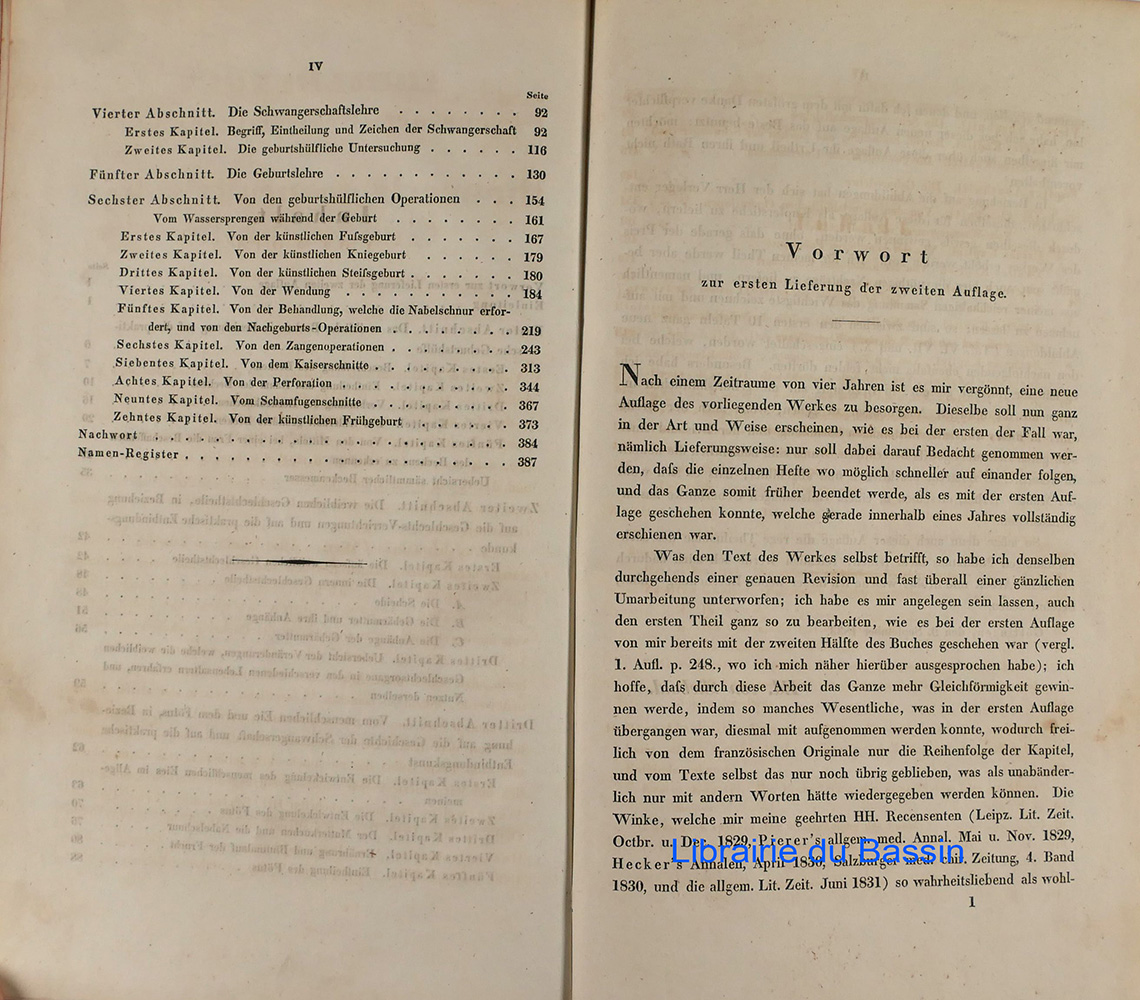 IV
Seite
Vierter Abschnitt. Die Schwangerschaftslehre . . . . . . . . 92
Erstes Kapitel. Begriff, Eintheilung und Zeichen der Schwangerschaft 92
Zweites Kapitel. Die geburtshülfliche Untersuchung . . . . . . 116
Fünfter Abschnitt. Die Geburtslehre . . . . . . . . . . . . 130
Sechster Abschnitt. Von den geburtshülflichen Operationen . . . 154
Vom Wassersprengen während der Geburt . . . . . . . . 161
Erstes Kapitel. Von der künstlichen Fufsgeburt . . . . . . . 167
Zweites Kapitel. Von der künstlichen Kniegeburt . . . . . . 179
Drittes Kapitel. Von der künstlichen Steifsgeburt . . . . . . . 180
Viertes Kapitel. Von der Wendung . . . . . . . . . . . 184
Fünftes Kapitel. Von der Behandlung, welche die Nabelschnur erfor-
dert, und von den Nachgeburts-Operationen . . . . . . . . 219
Sechstes Kapitel. Von den Zangenoperationen . . . . . . . . 243
Siebentes Kapitel. Von dem Kaiserschnitte . . . . . . . . . 313
Achtes Kapitel. Von der Perforation . . . . . . . . . . . 344
Neuntes Kapitel. Vom Schamfugenschnitte . . . . . . . . . 367
Zehntes Kapitel. Von der künstlichen Frühgeburt . . . . . . 373
Nachwort . . . . . . . . . . . . . . . . . . . . 384
Namen-Register . . . . . . . . . . . . . . . . . . 387
Vorwort
zur ersten Lieferung der zweiten Auflage.
Nach einem Zeitraume von vier Jahren ist es mir vergönnt, eine neue
Auflage des vorliegenden Werkes zu besorgen. Dieselbe soll nun ganz
in der Art und Weise erscheinen, wie es bei der ersten der Fall war,
nämlich Lieferungsweise: nur soll dabei darauf Bedacht genommen wer-
den, dafs die einzelnen Hefte wo möglich schneller auf einander folgen,
und das Ganze somit früher beendet werde, als es mit der ersten Auf-
lage geschehen konnte, welche gerade innerhalb eines Jahres vollständig
erschienen war.
Was den Text des Werkes selbst betrifft, so habe ich denselben
durchgehends einer genauen Revision und fast überall einer gänzlichen
Umarbeitung unterworfen; ich habe es mir angelegen sein lassen, auch
den ersten Theil ganz so zu bearbeiten, wie es bei der ersten Auflage
von mir bereits mit der zweiten Hälfte des Buches geschehen war (vergl.
1. Aufl. p. 248., wo ich mich näher hierüber ausgesprochen habe); ich
hoffe, dafs durch diese Arbeit das Ganze mehr Gleichförmigkeit gewin-
nen werde, indem so manches Wesentliche, was in der ersten Auflage
übergangen war, diesmal mit aufgenommen werden konnte, wodurch frei-
lich von dem französischen Originale nur die Reihenfolge der Kapitel,
und vom Texte selbst das nur noch übrig geblieben, was als unabänder-
lich nur mit andern Worten hätte wiedergegeben werden können. Die
Winke, welche mir meine geehrten HH. Recensenten (Leipz. Lit. Zeit.
Octbr. u. Dec. 1829, Pierer's allgem. med. Annal. Mai u. Nov. 1829,
Hecker's Annalen, April 1830, Salzburger med. chir. Zeitung, 4. Band
1830, und die allgem. Lit. Zeit. Juni 1831) so wahrheitsliebend als wohl-
1
Librairie du Bassin